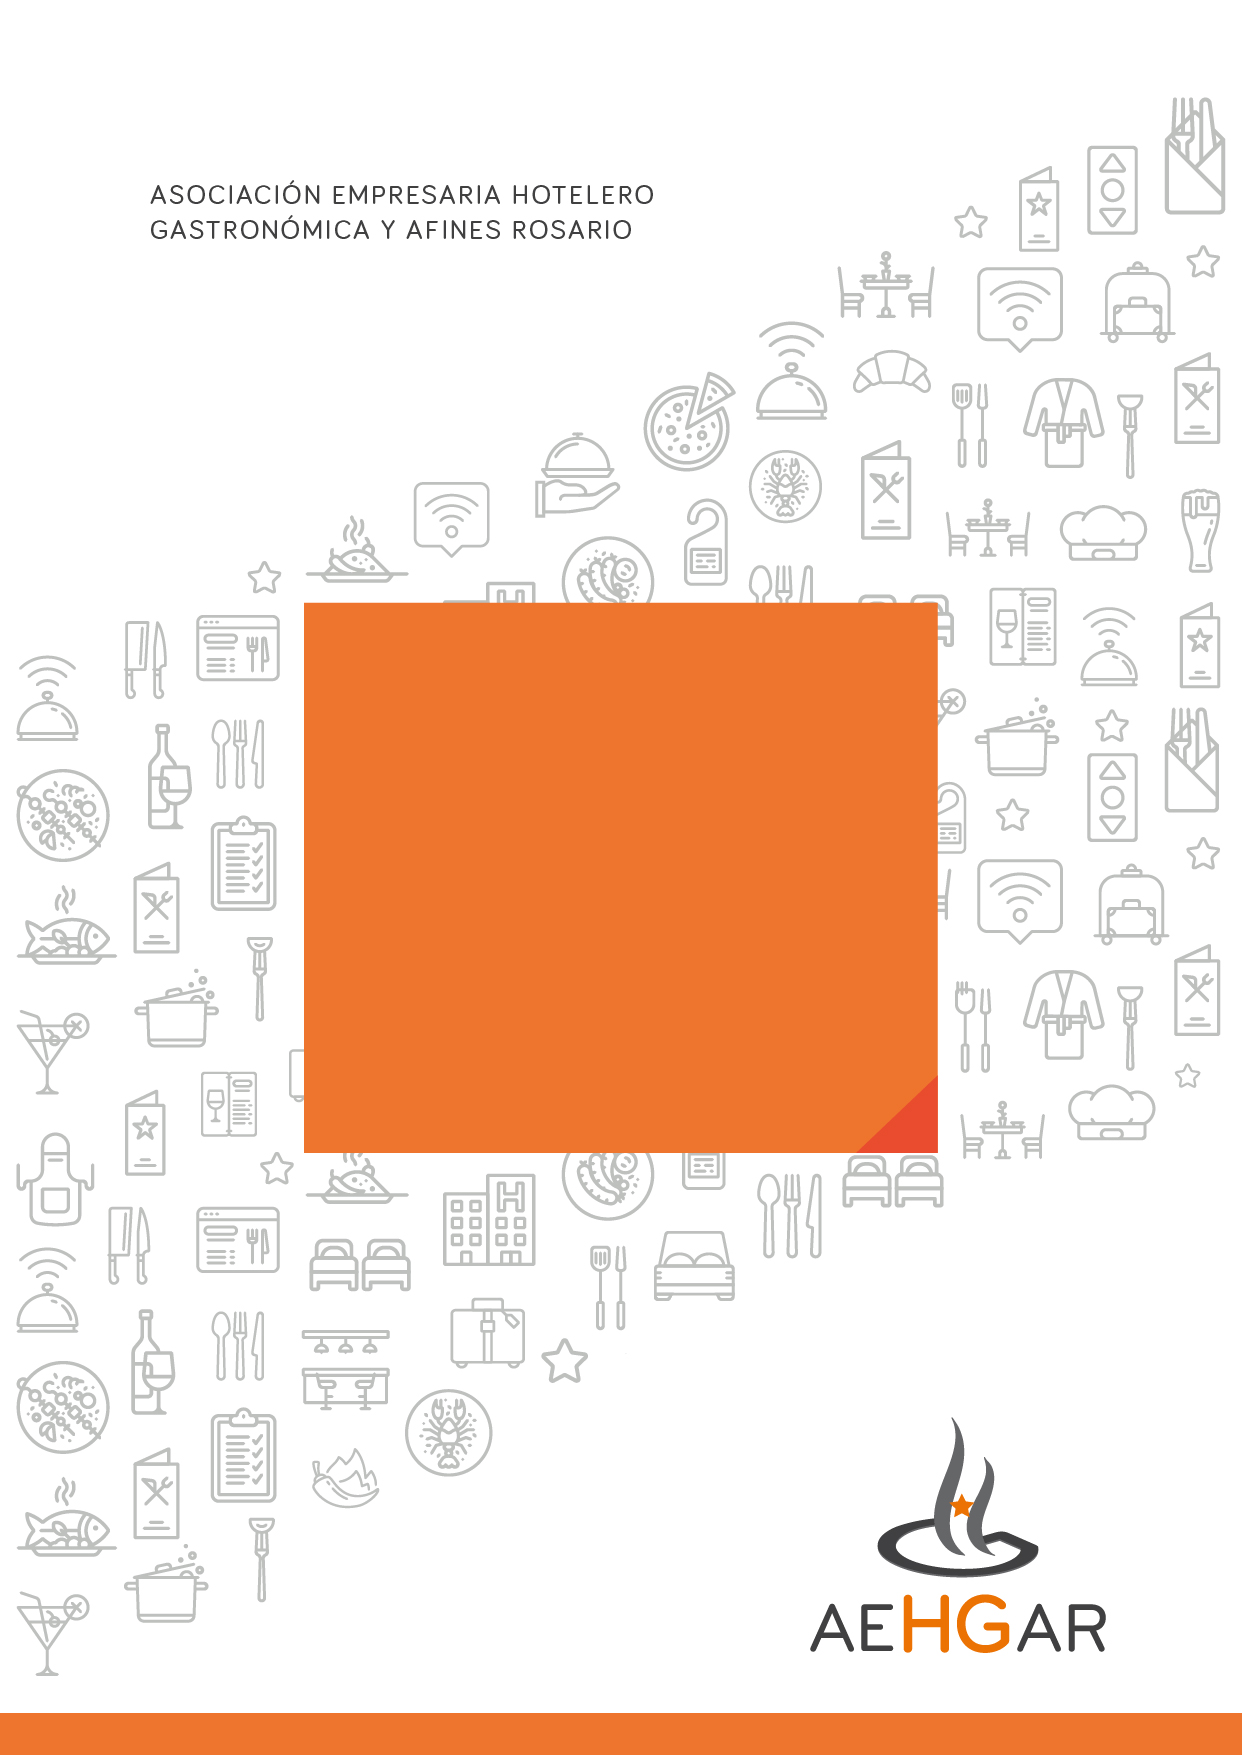 ASOCIACIÓN EMPRESARIA HOTELERO
GASTRONÓMICA Y AFINES ROSARIO
AEHGAR